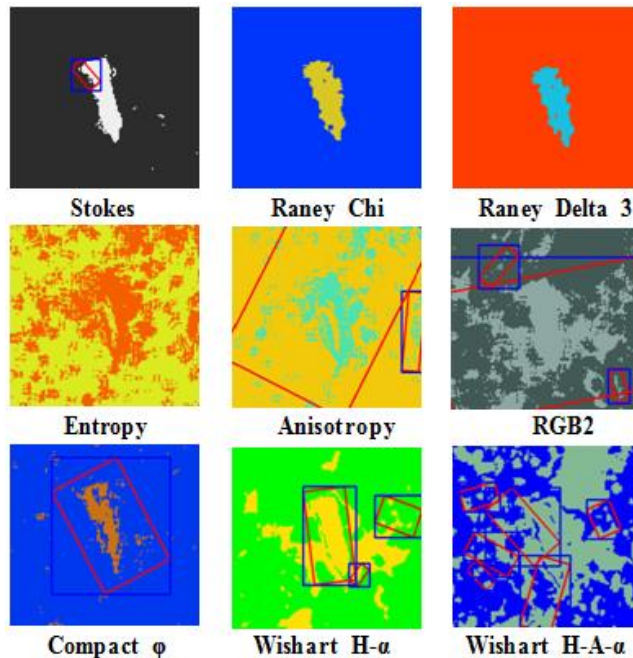 Stokes Raney Chi Raney Delta 3
Entropy Anisotropy RGB2
Compact φ Wishart H-α Wishart H-A-α